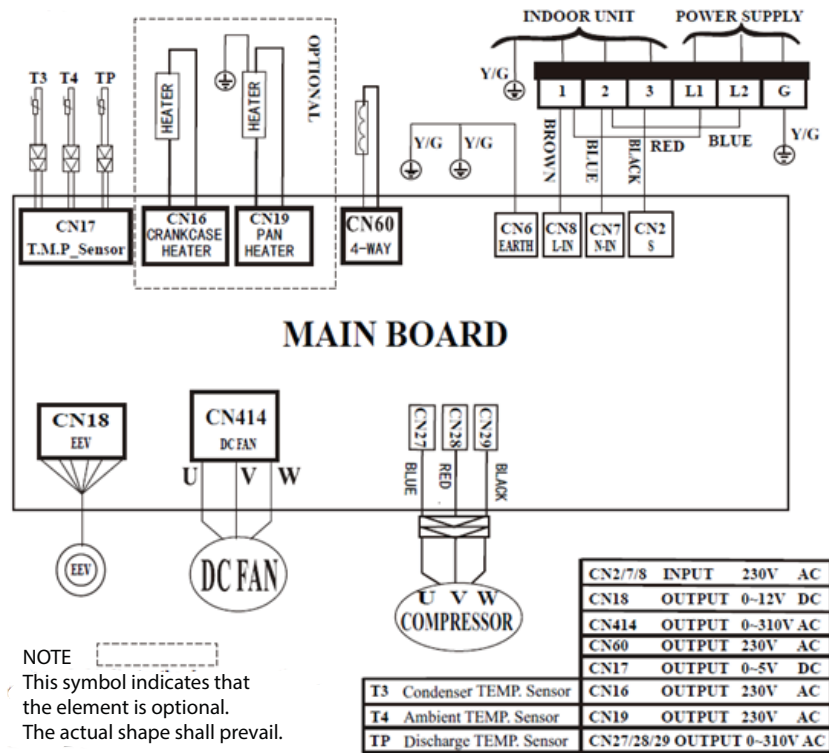 INDOOR UNIT POWER SUPPLY
Y/G
1 2 3 L1 L2 G
BROWN
BLUE
BLACK
RED
BLUE
Y/G
T3 T4 TP
HEATER
HEATER
OPTIONAL
Y/G Y/G
CN17
T.M.P_Sensor
CN16
CRANKCASE
HEATER
CN19
PAN
HEATER
CN60
4-WAY
CN6
EARTH
CN8
L-IN
CN7
N-IN
CN2
S
MAIN BOARD
CN18
EEV
CN414
DC FAN
U V W
CN27
CN28
CN29
BLUE
RED
BLACK
EEV
DC FAN
U V W
COMPRESSOR
NOTE
This symbol indicates that
the element is optional.
The actual shape shall prevail.
T3 Condenser TEMP. Sensor
T4 Ambient TEMP. Sensor
TP Discharge TEMP. Sensor
CN2/7/8 INPUT 230V AC
CN18 OUTPUT 0~12V DC
CN414 OUTPUT 0~310V AC
CN60 OUTPUT 230V AC
CN17 OUTPUT 0~5V DC
CN16 OUTPUT 230V AC
CN19 OUTPUT 230V AC
CN27/28/29 OUTPUT 0~310V AC